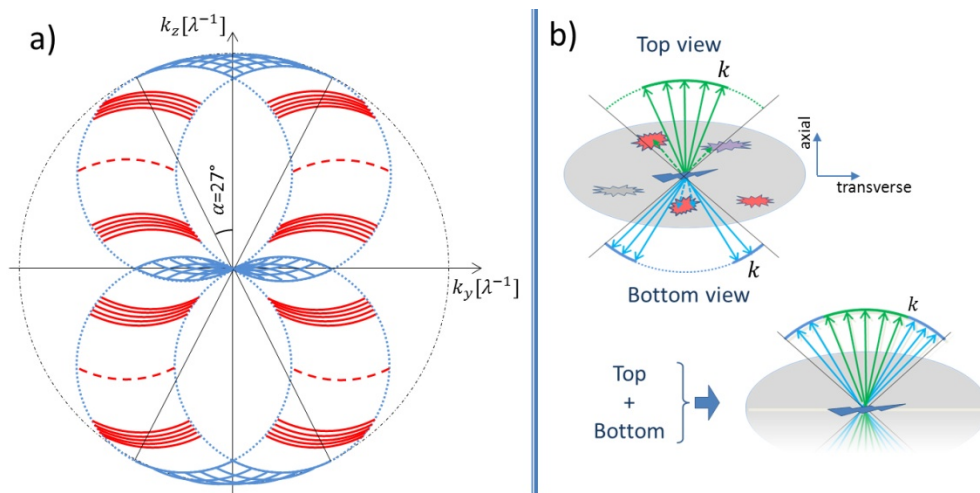 a)
k_z[λ⁻¹]
α=27°
k_y[λ⁻¹]
b)
Top view
k
axial
transverse
k
Bottom view
k
Top
+
Bottom